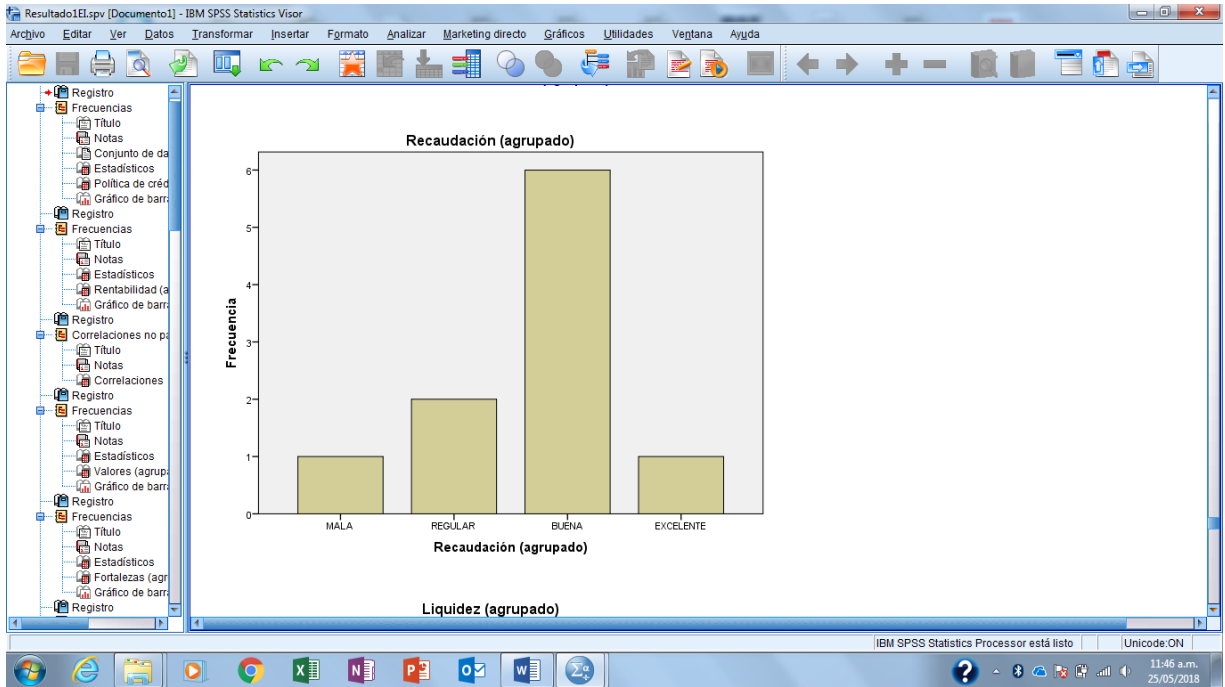 Resultado1EI.spv [Documento1] - IBM SPSS Statistics Visor
Archivo Editar Ver Datos Transformar Insertar Formato Analizar Marketing directo Gráficos Utilidades Ventana Ayuda
Registro
Frecuencias
Título
Notas
Conjunto de da
Estadísticos
Política de créd
Gráfico de barra
Registro
Frecuencias
Título
Notas
Estadísticos
Rentabilidad (a
Gráfico de barra
Registro
Correlaciones no pa
Título
Notas
Correlaciones
Registro
Frecuencias
Título
Notas
Estadísticos
Valores (agrupa
Gráfico de barra
Registro
Frecuencias
Título
Notas
Estadísticos
Fortalezas (agr
Gráfico de barra
Registro
Recaudación (agrupado)
Frecuencia
6
5
4
3
2
1
0
MALA REGULAR BUENA EXCELENTE
Recaudación (agrupado)
Liquidez (agrupado)
IBM SPSS Statistics Processor está listo Unicode:ON
11:46 a.m.
25/05/2018